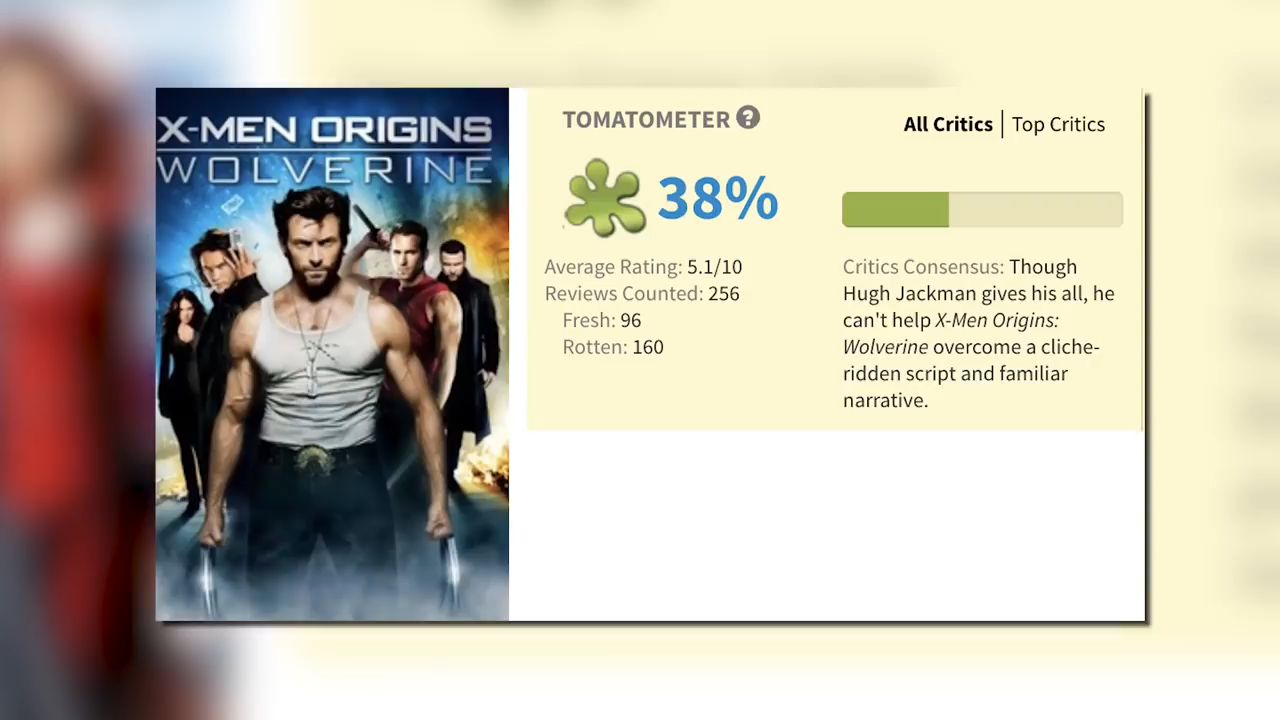 X-MEN ORIGINS
WOLVERINE
TOMATOMETER ?
All Critics | Top Critics
38%
Average Rating: 5.1/10
Reviews Counted: 256
Fresh: 96
Rotten: 160
Critics Consensus: Though
Hugh Jackman gives his all, he
can't help X-Men Origins:
Wolverine overcome a cliche-
ridden script and familiar
narrative.